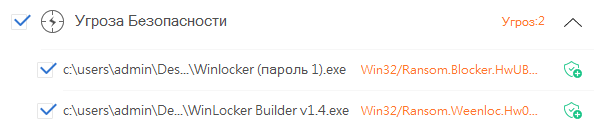 Угроза Безопасности Угроз:2
c:\users\admin\Des...\Winlocker (пароль 1).exe Win32/Ransom.Blocker.HwUB...
c:\users\admin\De...\WinLocker Builder v1.4.exe Win32/Ransom.Weenloc.Hw0...